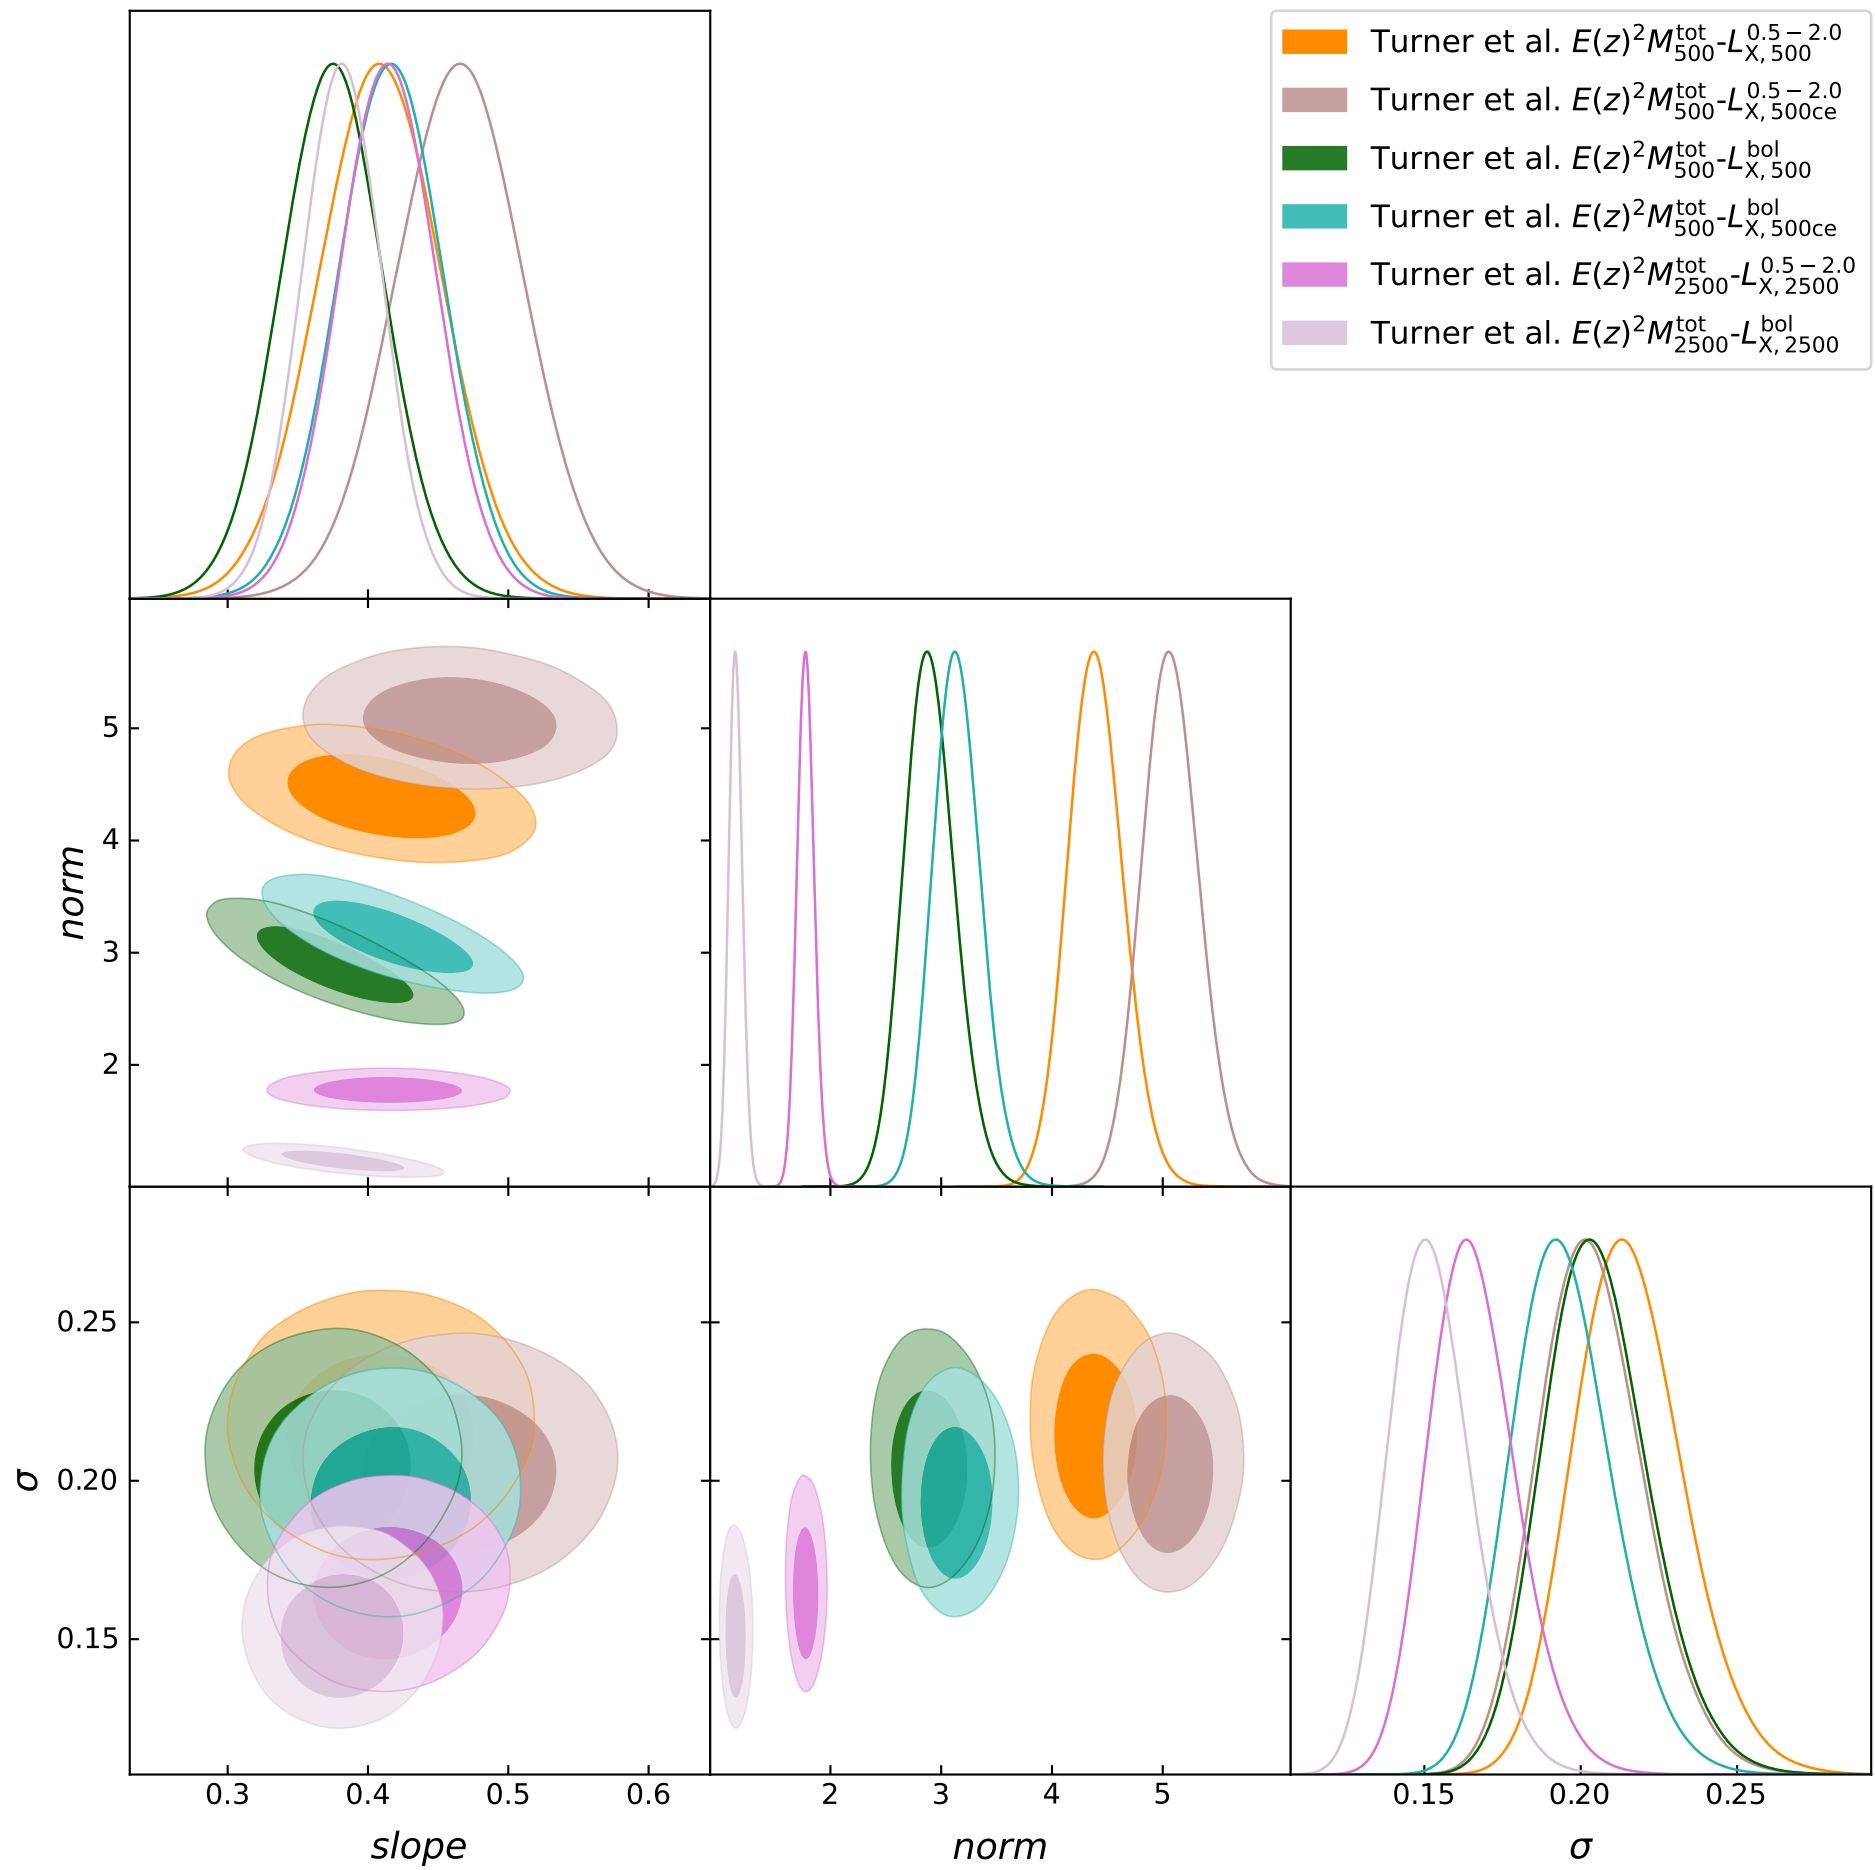 Turner et al. E(z)²M^tot_500-L^0.5−2.0_X,500
Turner et al. E(z)²M^tot_500-L^0.5−2.0_X,500ce
Turner et al. E(z)²M^tot_500-L^bol_X,500
Turner et al. E(z)²M^tot_500-L^bol_X,500ce
Turner et al. E(z)²M^tot_2500-L^0.5−2.0_X,2500
Turner et al. E(z)²M^tot_2500-L^bol_X,2500
5
4
3
2
norm
0.25
0.20
0.15
σ
0.3 0.4 0.5 0.6
2 3 4 5
0.15 0.20 0.25
slope
norm
σ